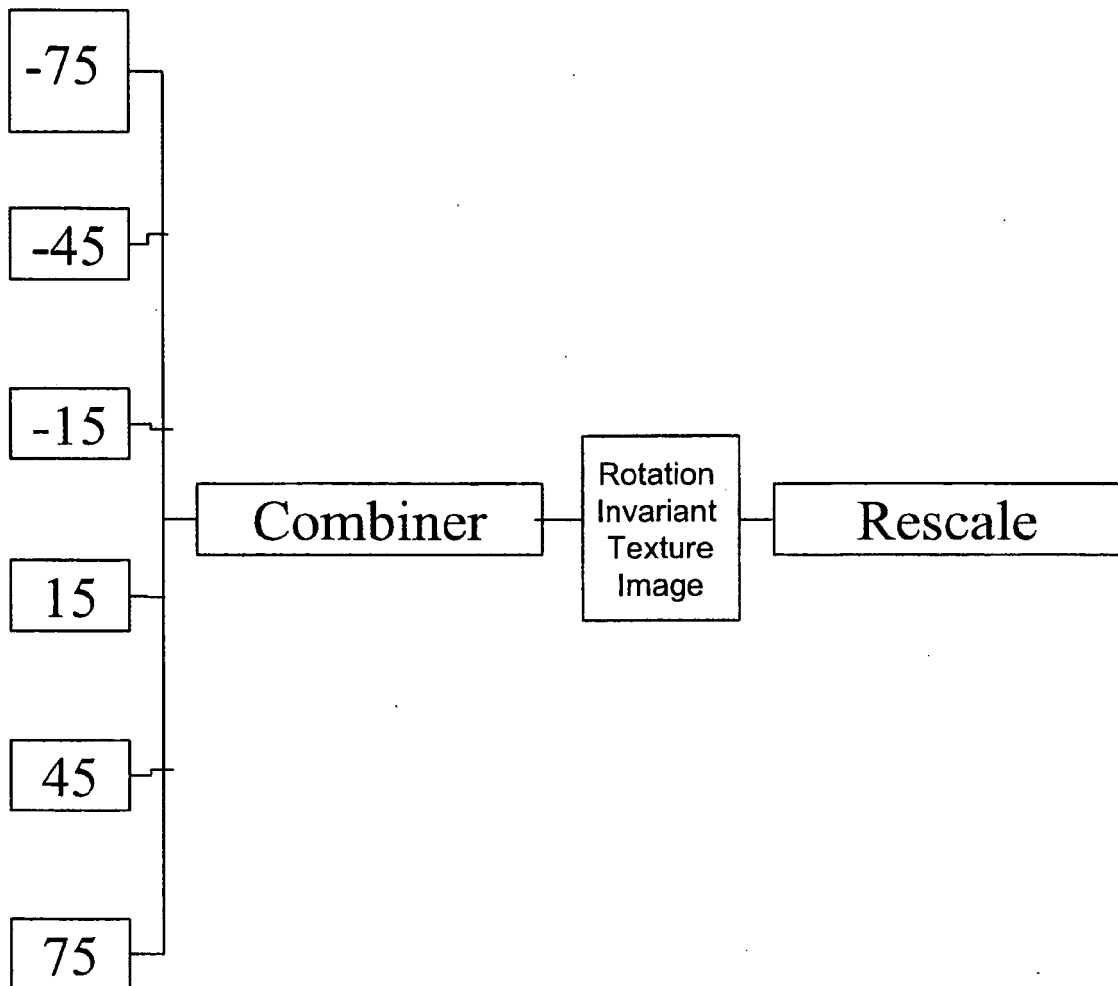 -75
-45
-15
Combiner
Rotation
Invariant
Texture
Image
Rescale
15
45
75